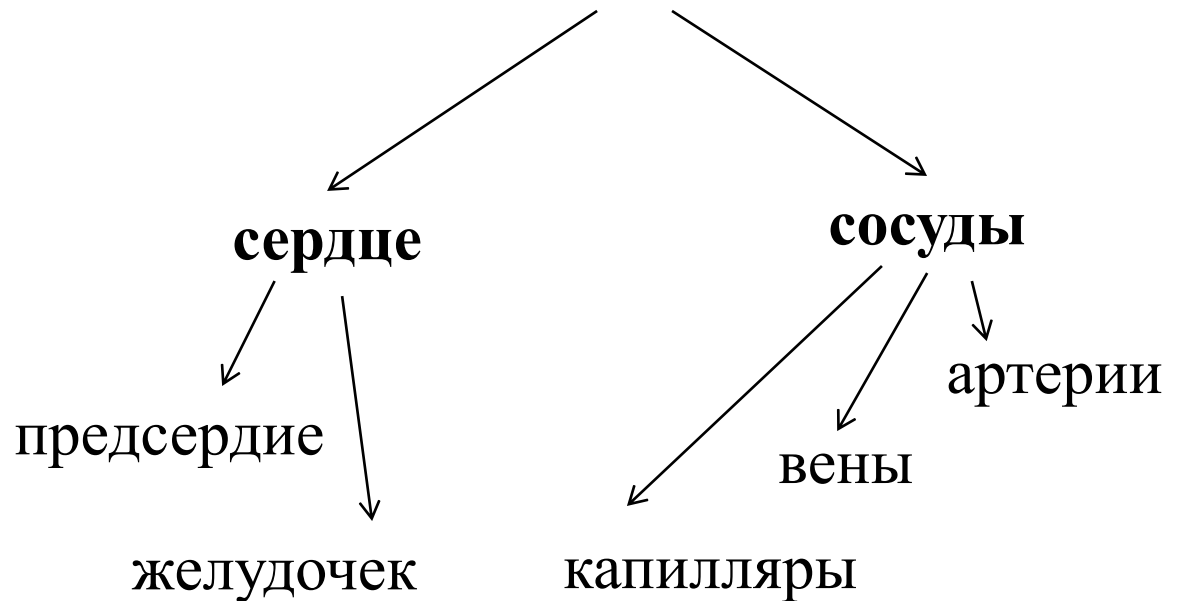 сердце
сосуды
предсердие
желудочек
капилляры
вены
артерии